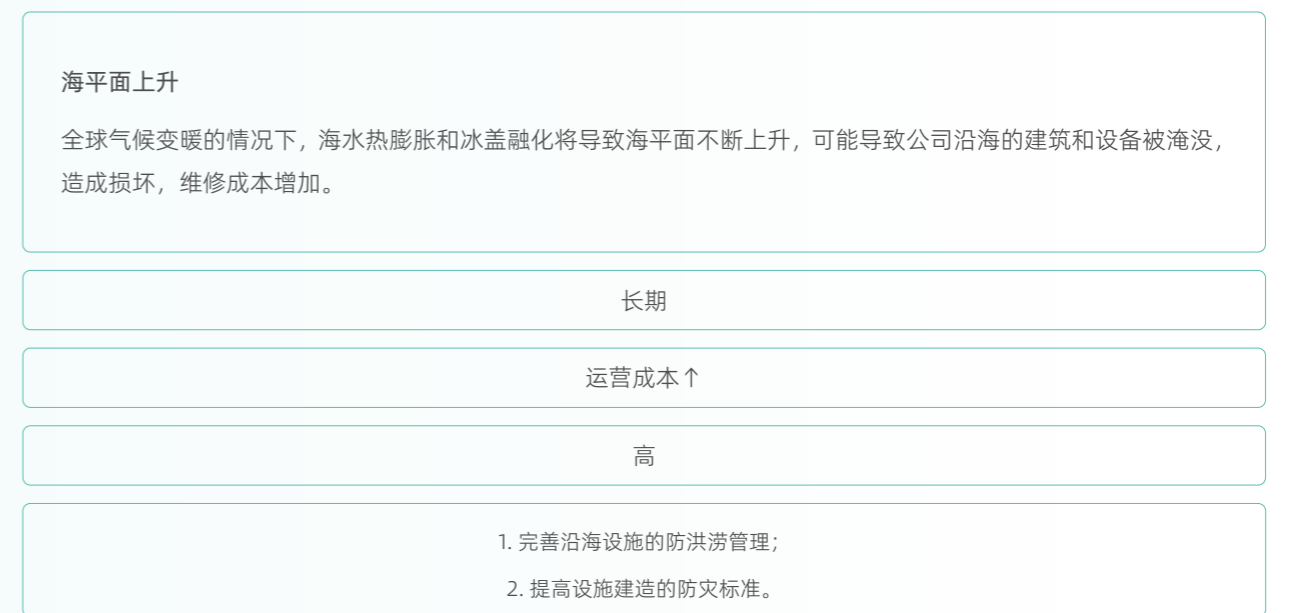 海平面上升
全球气候变暖的情况下，海水热膨胀和冰盖融化将导致海平面不断上升，可能导致公司沿海的建筑和设备被淹没，
造成损坏，维修成本增加。
长期
运营成本↑
高
1. 完善沿海设施的防洪涝管理；
2. 提高设施建造的防灾标准。